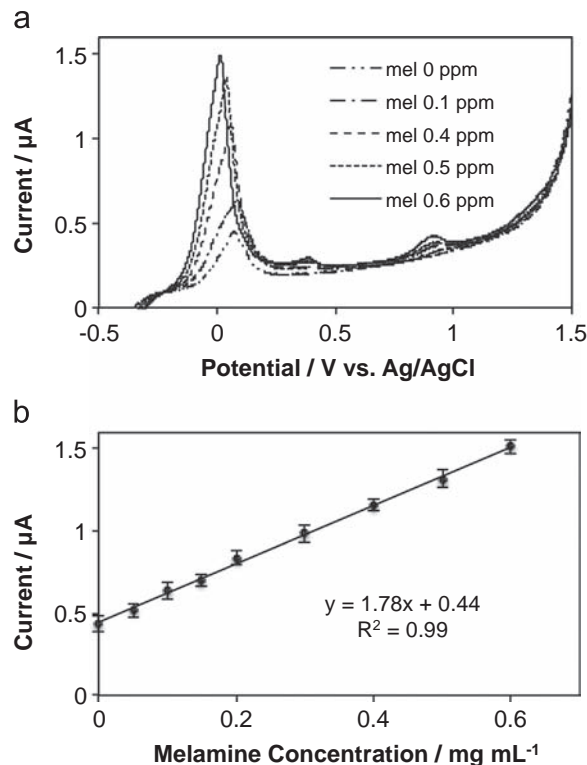 a
1.5
1
0.5
0
-0.5
0
0.5
1
1.5
Current / µA
Potential / V vs. Ag/AgCl
mel 0 ppm
mel 0.1 ppm
mel 0.4 ppm
mel 0.5 ppm
mel 0.6 ppm
b
1.5
1
0.5
0
0
0.2
0.4
0.6
Current / µA
Melamine Concentration / mg mL⁻¹
y = 1.78x + 0.44
R² = 0.99